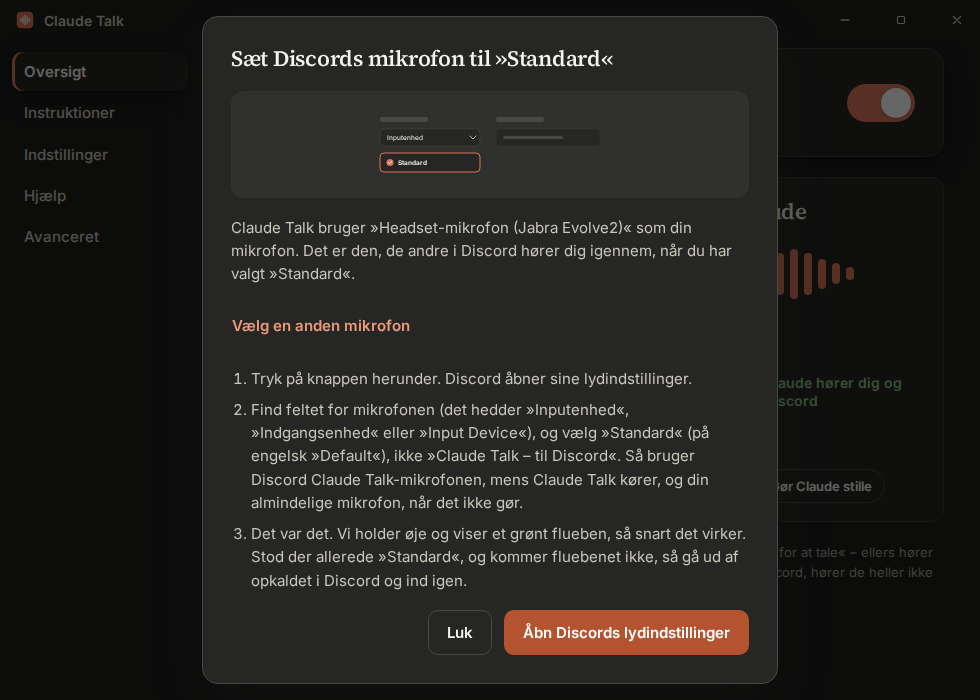 Claude Talk
Oversigt
Instruktioner
Indstillinger
Hjælp
Avanceret
Sæt Discords mikrofon til »Standard«
Inputenhed
Standard
Claude Talk bruger »Headset-mikrofon (Jabra Evolve2)« som din
mikrofon. Det er den, de andre i Discord hører dig igennem, når du har
valgt »Standard«.
Vælg en anden mikrofon
1. Tryk på knappen herunder. Discord åbner sine lydindstillinger.
2. Find feltet for mikrofonen (det hedder »Inputenhed«,
»Indgangsenhed« eller »Input Device«), og vælg »Standard« (på
engelsk »Default«), ikke »Claude Talk – til Discord«. Så bruger
Discord Claude Talk-mikrofonen, mens Claude Talk kører, og din
almindelige mikrofon, når det ikke gør.
3. Det var det. Vi holder øje og viser et grønt flueben, så snart det virker.
Stod der allerede »Standard«, og kommer fluebenet ikke, så gå ud af
opkaldet i Discord og ind igen.
Luk
Åbn Discords lydindstillinger
hører dig og
Claude stille
for at tale« – ellers hører
hører de heller ikke